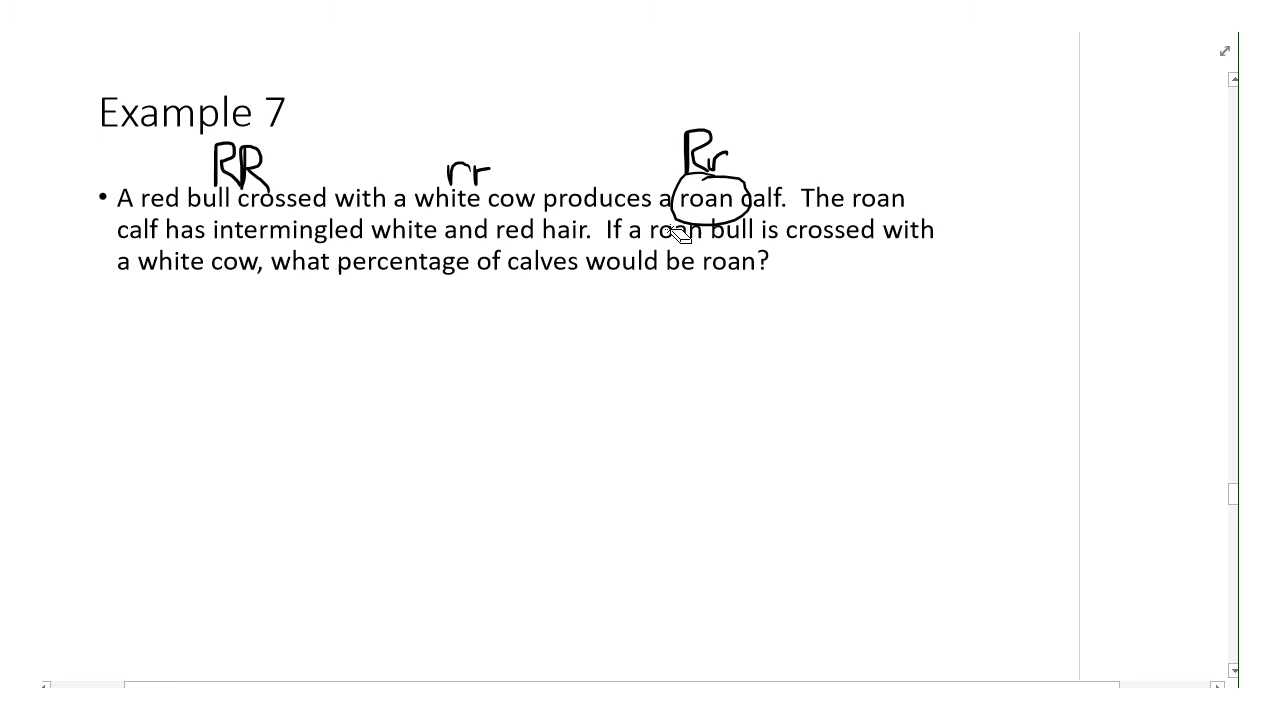 Example 7
RR rr Rr
• A red bull crossed with a white cow produces a roan calf. The roan
calf has intermingled white and red hair. If a roan bull is crossed with
a white cow, what percentage of calves would be roan?